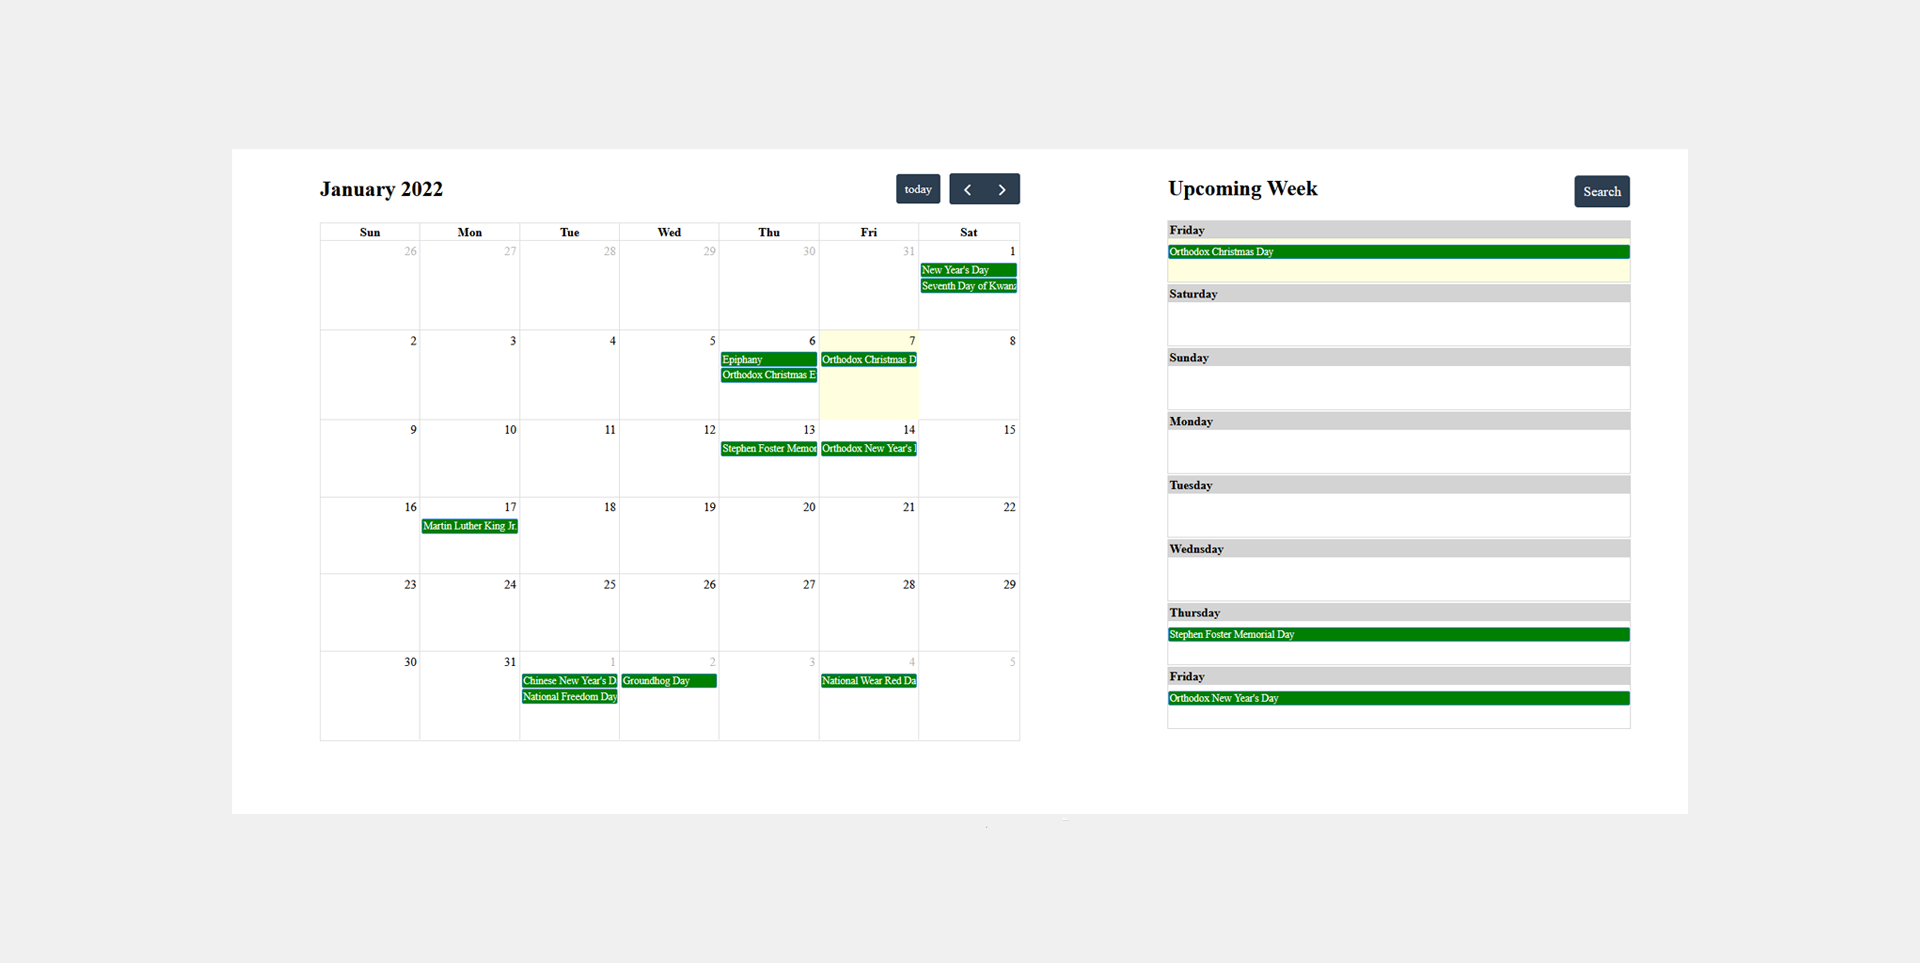 January 2022
today
Sun Mon Tue Wed Thu Fri Sat
26 27 28 29 30 31 1
New Year's Day
Seventh Day of Kwanz
2 3 4 5 6 7 8
Epiphany
Orthodox Christmas E
Orthodox Christmas D
9 10 11 12 13 14 15
Stephen Foster Memor
Orthodox New Year's
16 17 18 19 20 21 22
Martin Luther King Jr.
23 24 25 26 27 28 29
30 31 1 2 3 4 5
Chinese New Year's D
National Freedom Day
Groundhog Day
National Wear Red Da
Upcoming Week
Search
Friday
Orthodox Christmas Day
Saturday
Sunday
Monday
Tuesday
Wednsday
Thursday
Stephen Foster Memorial Day
Friday
Orthodox New Year's Day